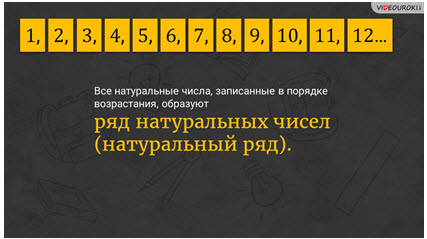 VIDEOUROKI
1, 2, 3, 4, 5, 6, 7, 8, 9, 10, 11, 12...
Все натуральные числа, записанные в порядке
возрастания, образуют
ряд натуральных чисел
(натуральный ряд).